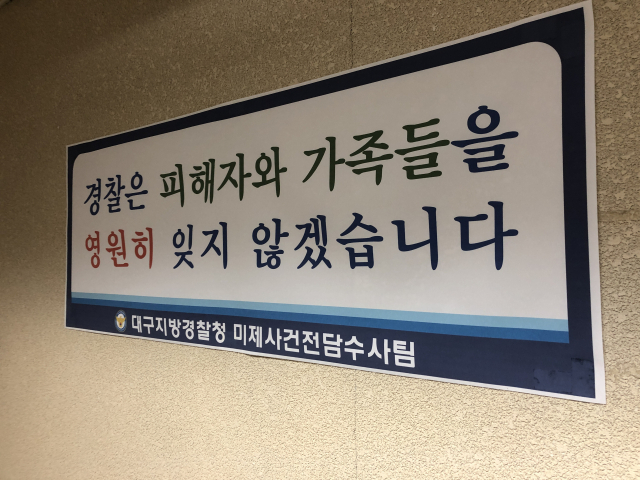 경찰은 피해자와 가족들을
영원히 잊지 않겠습니다
대구지방경찰청 미제사건전담수사팀